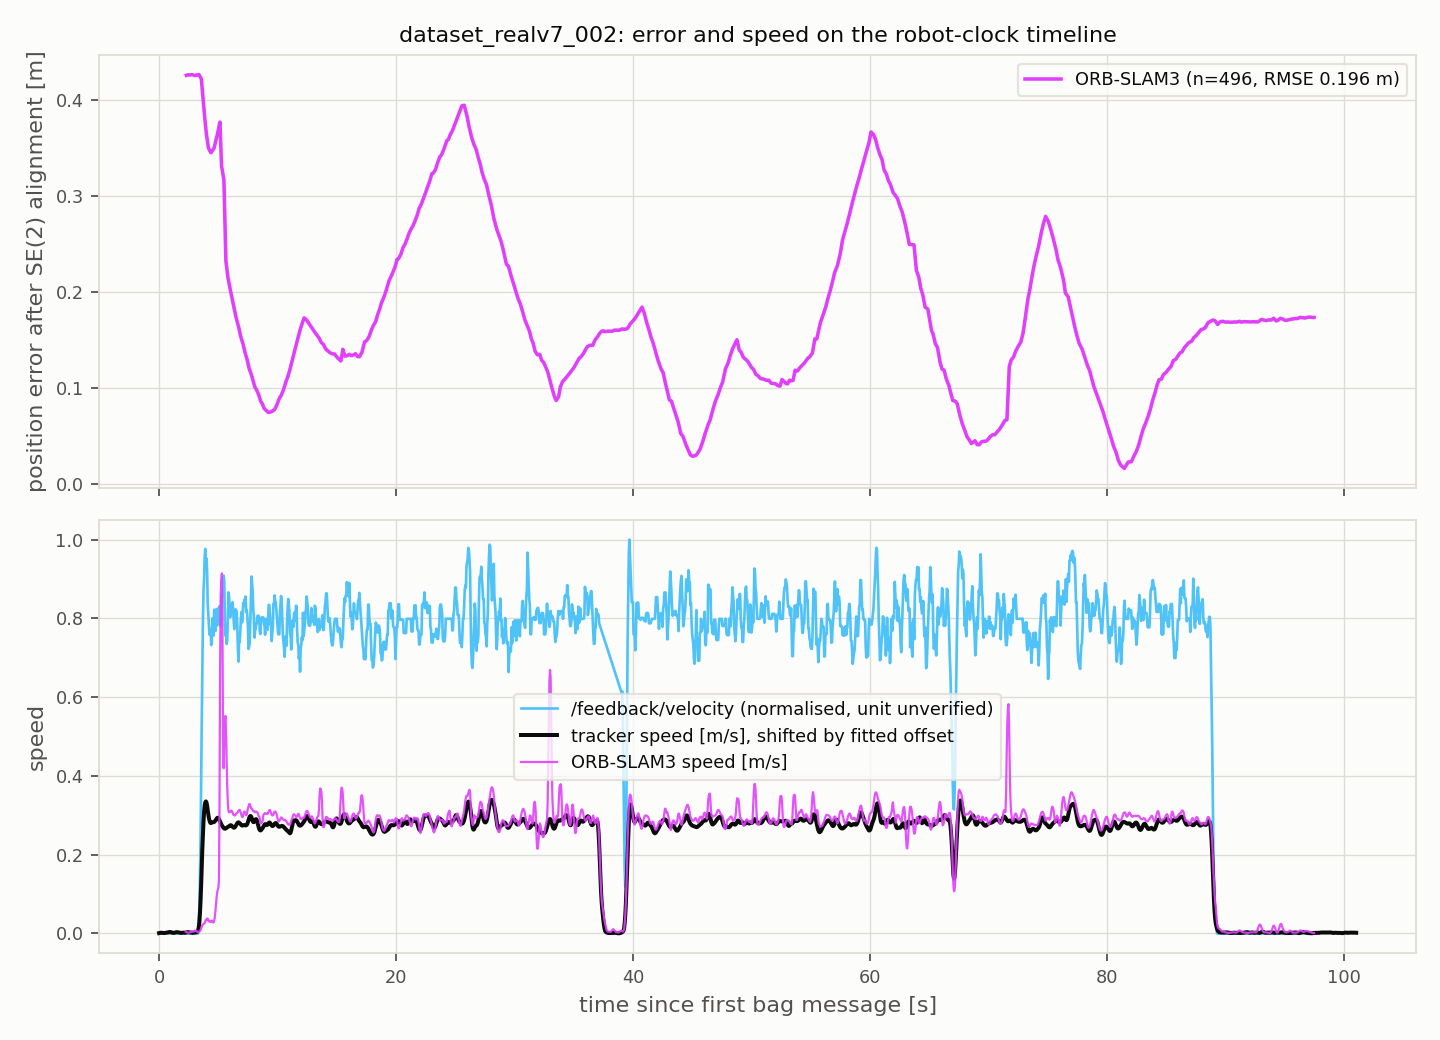 dataset_realv7_002: error and speed on the robot-clock timeline
position error after SE(2) alignment [m]
0.4
0.3
0.2
0.1
0.0
ORB-SLAM3 (n=496, RMSE 0.196 m)
speed
1.0
0.8
0.6
0.4
0.2
0.0
/feedback/velocity (normalised, unit unverified)
tracker speed [m/s], shifted by fitted offset
ORB-SLAM3 speed [m/s]
0 20 40 60 80 100
time since first bag message [s]